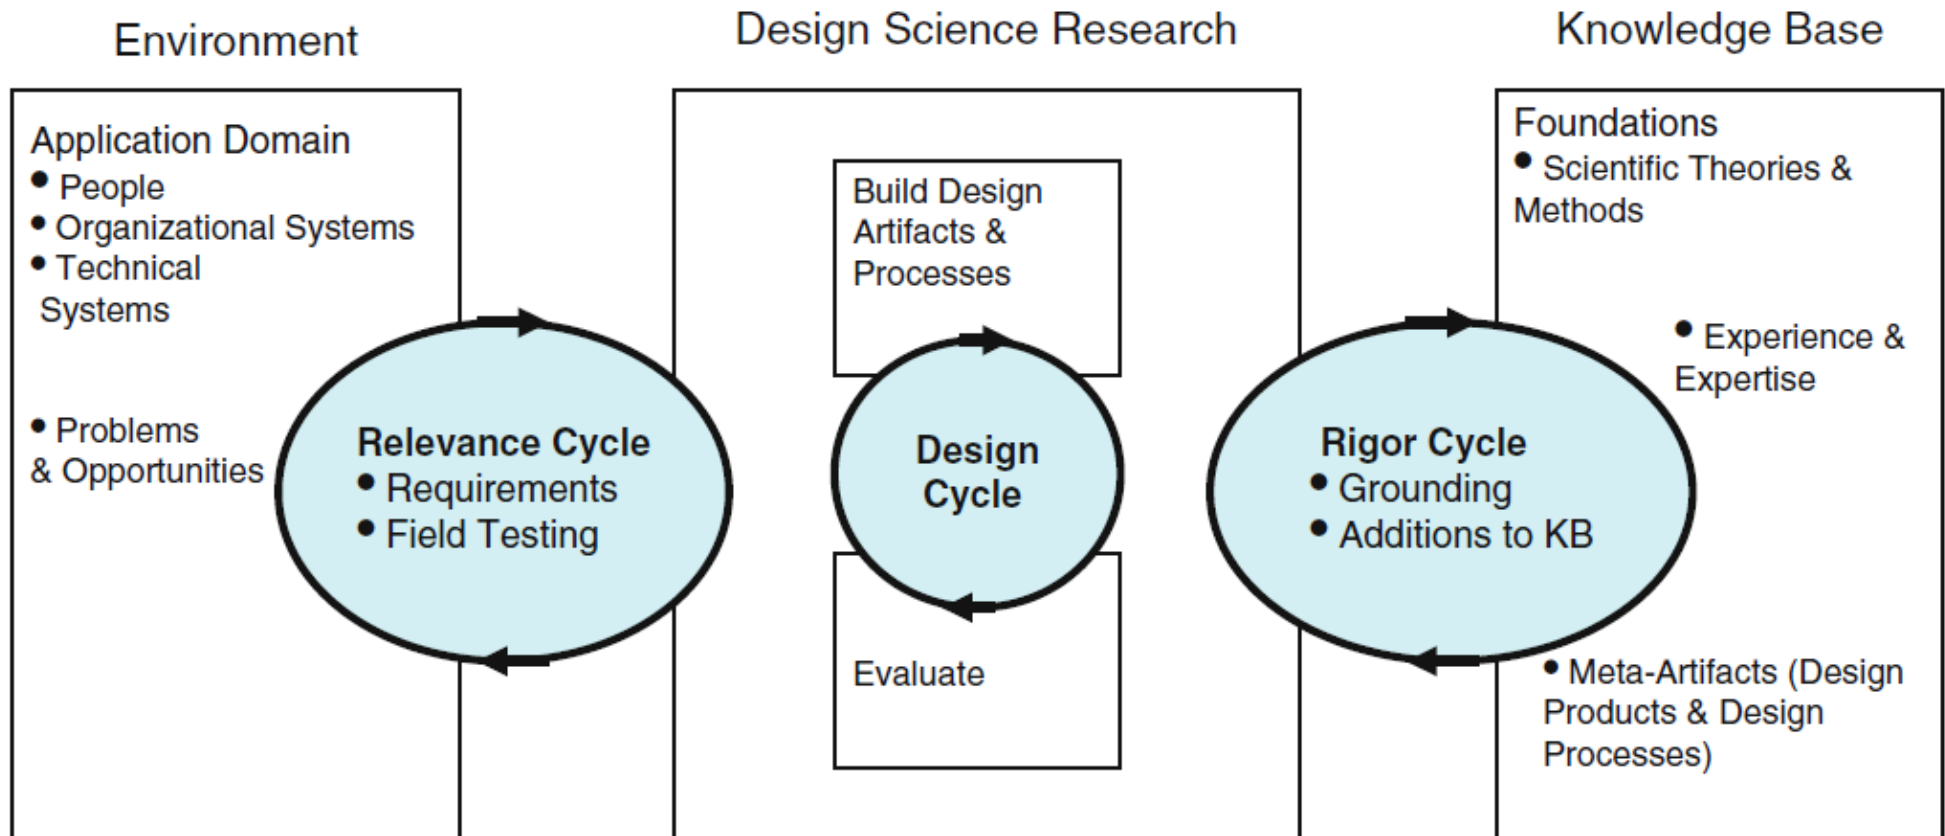 Environment
Design Science Research
Knowledge Base
Application Domain
• People
• Organizational Systems
• Technical
Systems
• Problems
& Opportunities
Relevance Cycle
• Requirements
• Field Testing
Build Design
Artifacts &
Processes
Design
Cycle
Evaluate
Rigor Cycle
• Grounding
• Additions to KB
Foundations
• Scientific Theories &
Methods
• Experience &
Expertise
• Meta-Artifacts (Design
Products & Design
Processes)